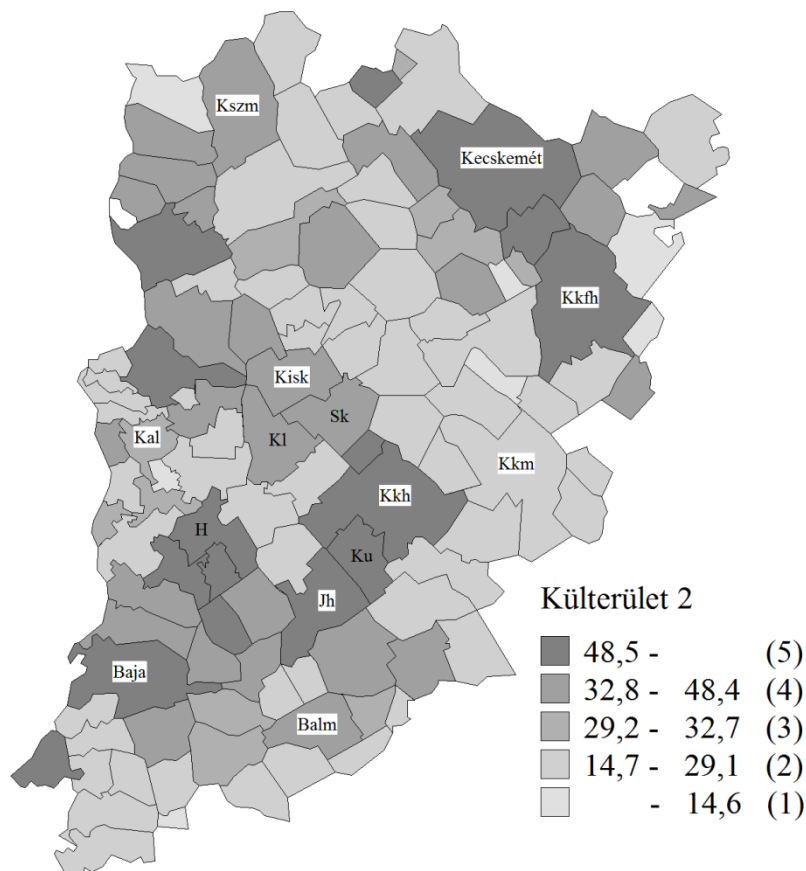 Kszm
Kecskemét
Kkfh
Kisk
Sk
Kal
Kl
Kkm
Kkh
H
Ku
Jh
Baja
Balm
Külterület 2
48,5 - (5)
32,8 - 48,4 (4)
29,2 - 32,7 (3)
14,7 - 29,1 (2)
- 14,6 (1)